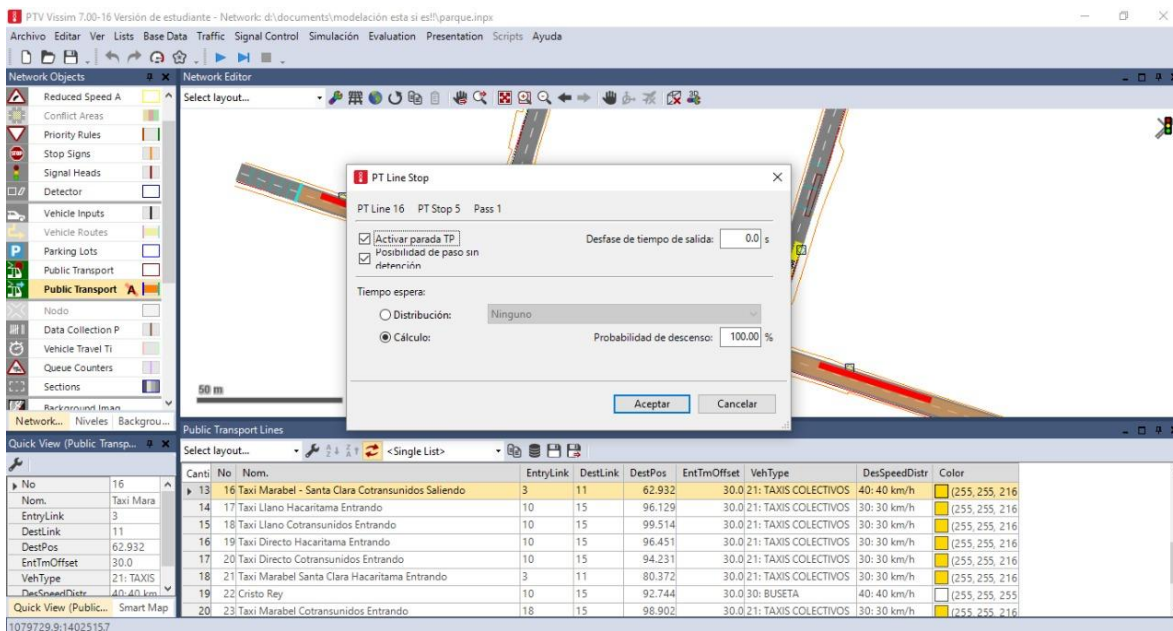 PTV Vissim 7.00-16 Versión de estudiante - Network: d:\documents\modelación esta si es!!\parque.inpx
Archivo Editar Ver Lists Base Data Traffic Signal Control Simulación Evaluation Presentation Scripts Ayuda
Network Objects
Network Editor
Select layout...
Reduced Speed A
Conflict Areas
Priority Rules
Stop Signs
Signal Heads
Detector
Vehicle Inputs
Vehicle Routes
Parking Lots
Public Transport
Public Transport A
Nodo
Data Collection P
Vehicle Travel Ti
Queue Counters
Sections
Background Imag
Network... Niveles Backgrou...
50 m
PT Line Stop
PT Line 16 PT Stop 5 Pass 1
Activar parada TP
Desfase de tiempo de salida: 0.0 s
Posibilidad de paso sin
detención
Tiempo espera:
Distribución: Ninguno
Cálculo: Probabilidad de descenso: 100.00 %
Aceptar Cancelar
Quick View (Public Transp...
No 16
Nom. Taxi Mara
EntryLink 3
DestLink 11
DestPos 62.932
EntTmOffset 30.0
VehType 21: TAXIS
DesSpeedDistr 40: 40 km
Quick View (Public... Smart Map
Public Transport Lines
Select layout... <Single List>
Canti No Nom. EntryLink DestLink DestPos EntTmOffset VehType DesSpeedDistr Color
13 16 Taxi Marabel - Santa Clara Cotransunidos Saliendo 3 11 62.932 30.0 21: TAXIS COLECTIVOS 40: 40 km/h (255, 255, 216
14 17 Taxi Llano Hacaritama Entrando 10 15 96.129 30.0 21: TAXIS COLECTIVOS 30: 30 km/h (255, 255, 216
15 18 Taxi Llano Cotransunidos Entrando 10 15 99.514 30.0 21: TAXIS COLECTIVOS 30: 30 km/h (255, 255, 216
16 19 Taxi Directo Hacaritama Entrando 10 15 96.451 30.0 21: TAXIS COLECTIVOS 30: 30 km/h (255, 255, 216
17 20 Taxi Directo Cotransunidos Entrando 10 15 94.231 30.0 21: TAXIS COLECTIVOS 30: 30 km/h (255, 255, 216
18 21 Taxi Marabel Santa Clara Hacaritama Entrando 3 11 80.372 30.0 21: TAXIS COLECTIVOS 30: 30 km/h (255, 255, 216
19 22 Cristo Rey 10 15 92.744 30.0 30: BUSETA 40: 40 km/h (255, 255, 255
20 23 Taxi Marabel Cotransunidos Entrando 18 15 98.902 30.0 21: TAXIS COLECTIVOS 30: 30 km/h (255, 255, 216
1079729.9:1402515.7